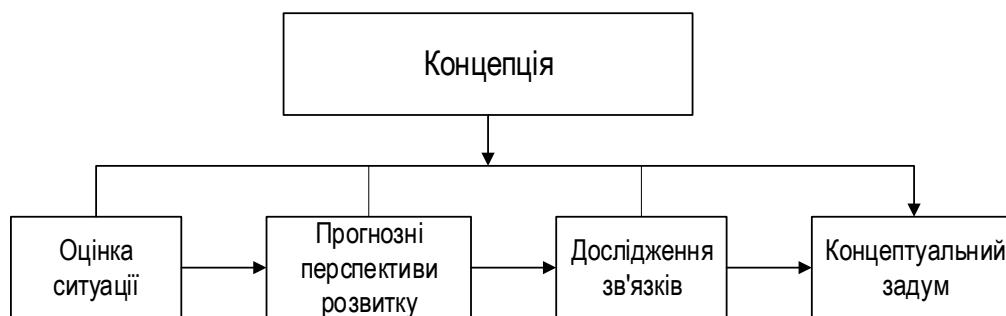 Концепція
Оцінка
ситуації
Прогнозні
перспективи
розвитку
Дослідження
зв'язків
Концептуальний
задум